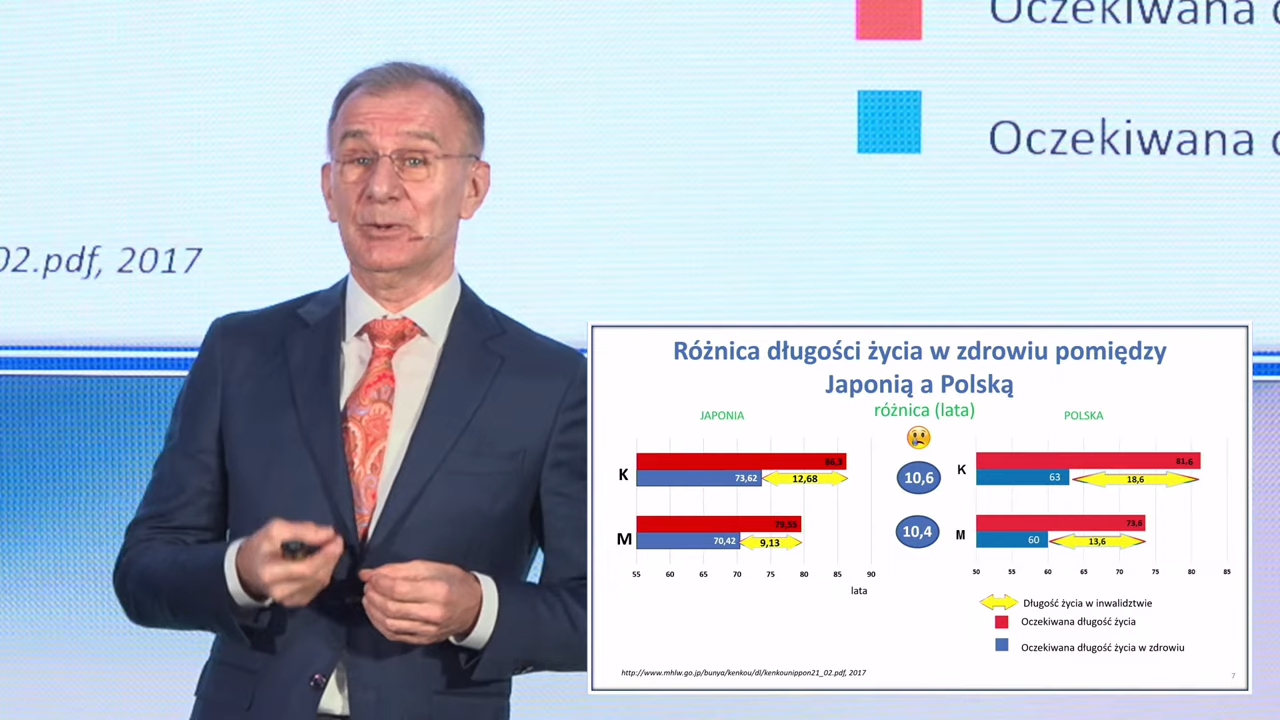 Oczekiwana
Oczekiwana
02.pdf, 2017
Różnica długości życia w zdrowiu pomiędzy
Japonią a Polską
różnica (lata)
JAPONIA
POLSKA
K
86,3
73,62
12,68
10,6
K
81,6
63
18,6
M
79,55
70,42
9,13
10,4
M
73,6
60
13,6
55 60 65 70 75 80 85 90
lata
50 55 60 65 70 75 80 85
Długość życia w inwalidztwie
Oczekiwana długość życia
Oczekiwana długość życia w zdrowiu
http://www.mhlw.go.jp/bunya/kenkou/dl/kenkounippon21_02.pdf, 2017
7